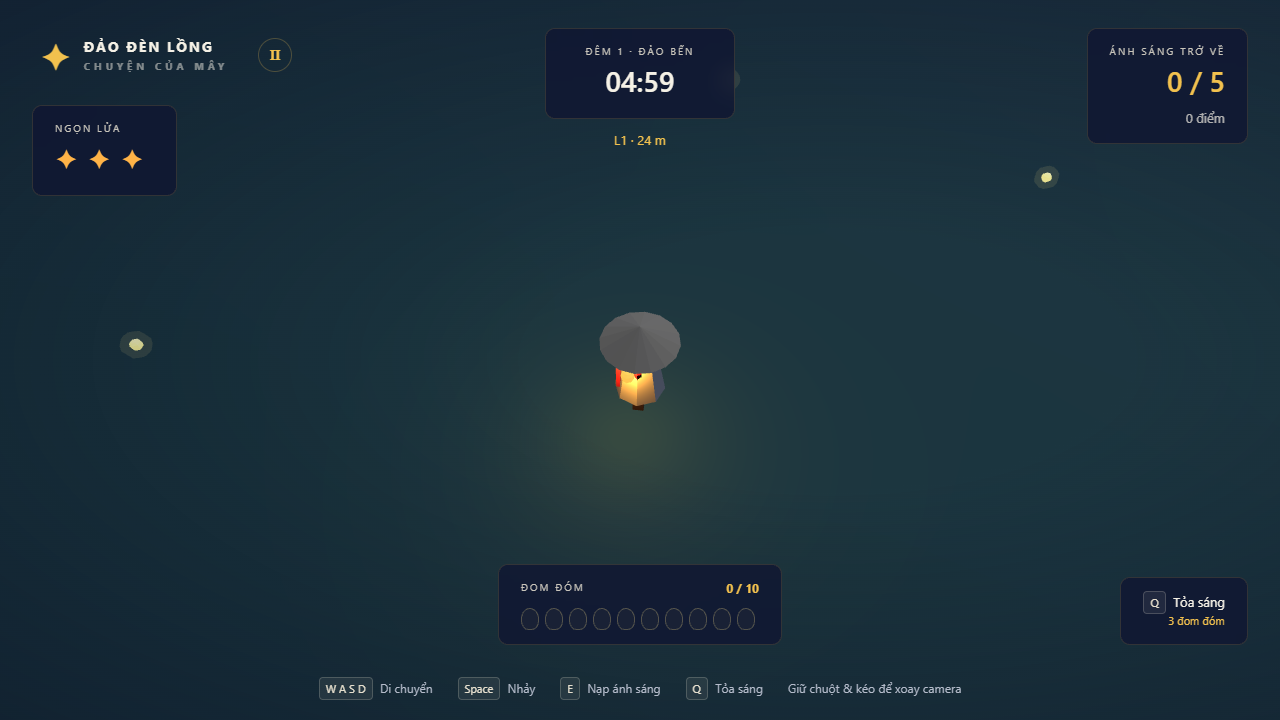 ĐẢO ĐÈN LỒNG
CHUYỆN CỦA MÂY
II
NGỌN LỬA
ĐÊM 1 · ĐẢO BẾN
04:59
L1 · 24 m
ÁNH SÁNG TRỞ VỀ
0 / 5
0 điểm
ĐOM ĐÓM 0 / 10
Q Tỏa sáng
3 đom đóm
W A S D Di chuyển Space Nhảy E Nạp ánh sáng Q Tỏa sáng Giữ chuột & kéo để xoay camera